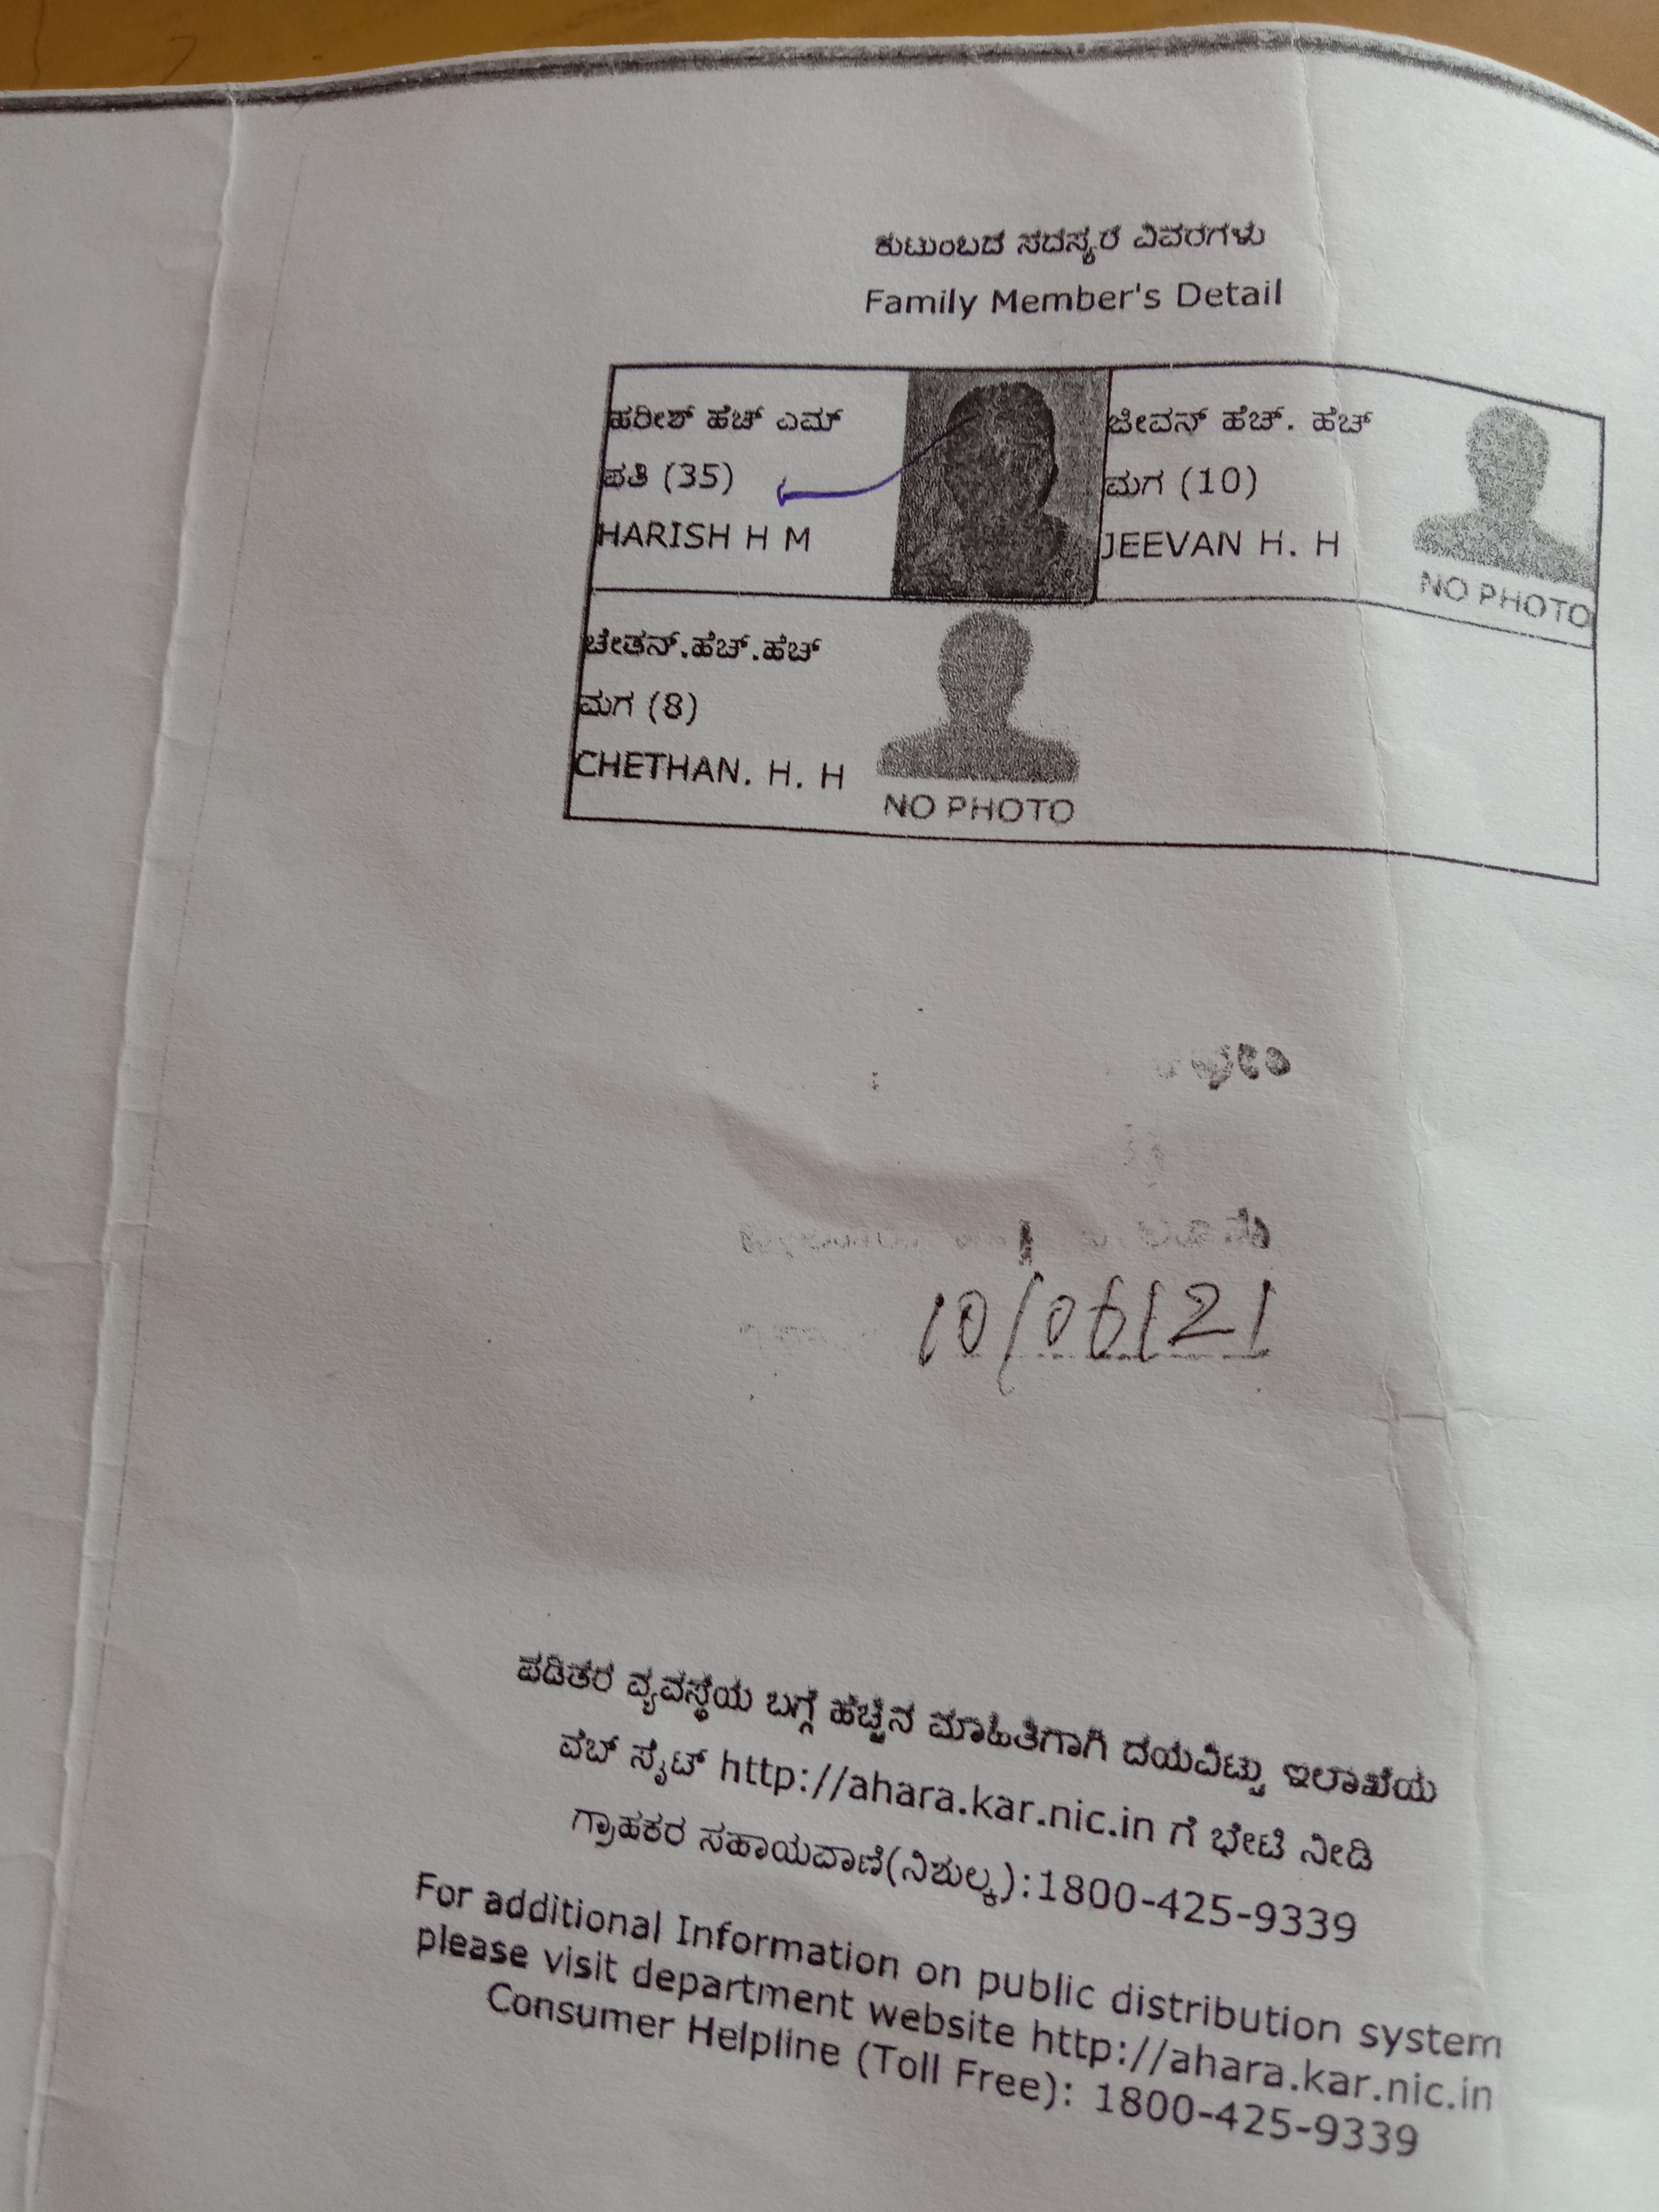 ಕುಟುಂಬದ ಸದಸ್ಯರ ವಿವರಗಳು
Family Member's Detail
ಹರೀಶ್ ಹೆಚ್ ಎಮ್
ಪತಿ (35)
HARISH H M
ಜೀವನ್ ಹೆಚ್. ಹೆಚ್
ಮಗ (10)
JEEVAN H. H
NO PHOTO
ಚೇತನ್.ಹೆಚ್.ಹೆಚ್
ಮಗ (8)
CHETHAN. H. H
NO PHOTO
10/06/21
ಪಡಿತರ ವ್ಯವಸ್ಥೆಯ ಬಗ್ಗೆ ಹೆಚ್ಚಿನ ಮಾಹಿತಿಗಾಗಿ ದಯವಿಟ್ಟು ಇಲಾಖೆಯ
ವೆಬ್ ಸೈಟ್ http://ahara.kar.nic.in ಗೆ ಭೇಟಿ ನೀಡಿ
ಗ್ರಾಹಕರ ಸಹಾಯವಾಣಿ(ನಿಶುಲ್ಕ):1800-425-9339
For additional Information on public distribution system
please visit department website http://ahara.kar.nic.in
Consumer Helpline (Toll Free): 1800-425-9339